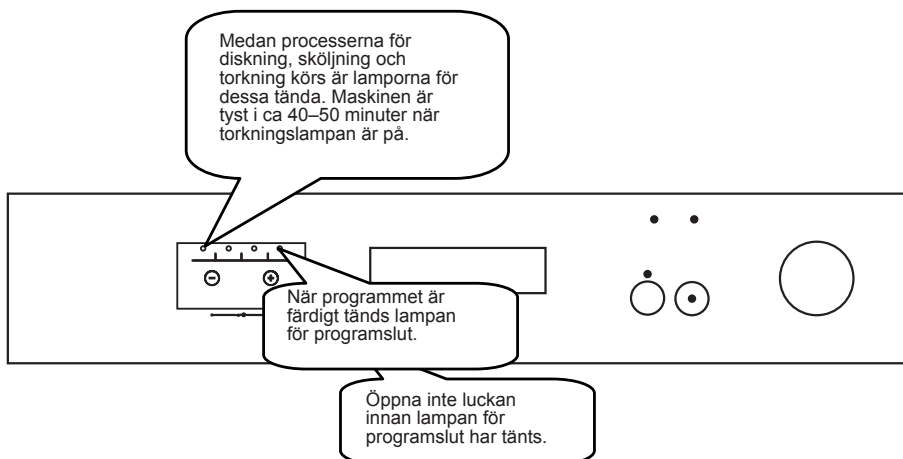 Medan processerna för
diskning, sköljning och
torkning körs är lamporna för
dessa tända. Maskinen är
tyst i ca 40–50 minuter när
torkningslampan är på.
När programmet är
färdigt tänds lampan
för programslut.
Öppna inte luckan
innan lampan för
programslut har tänts.